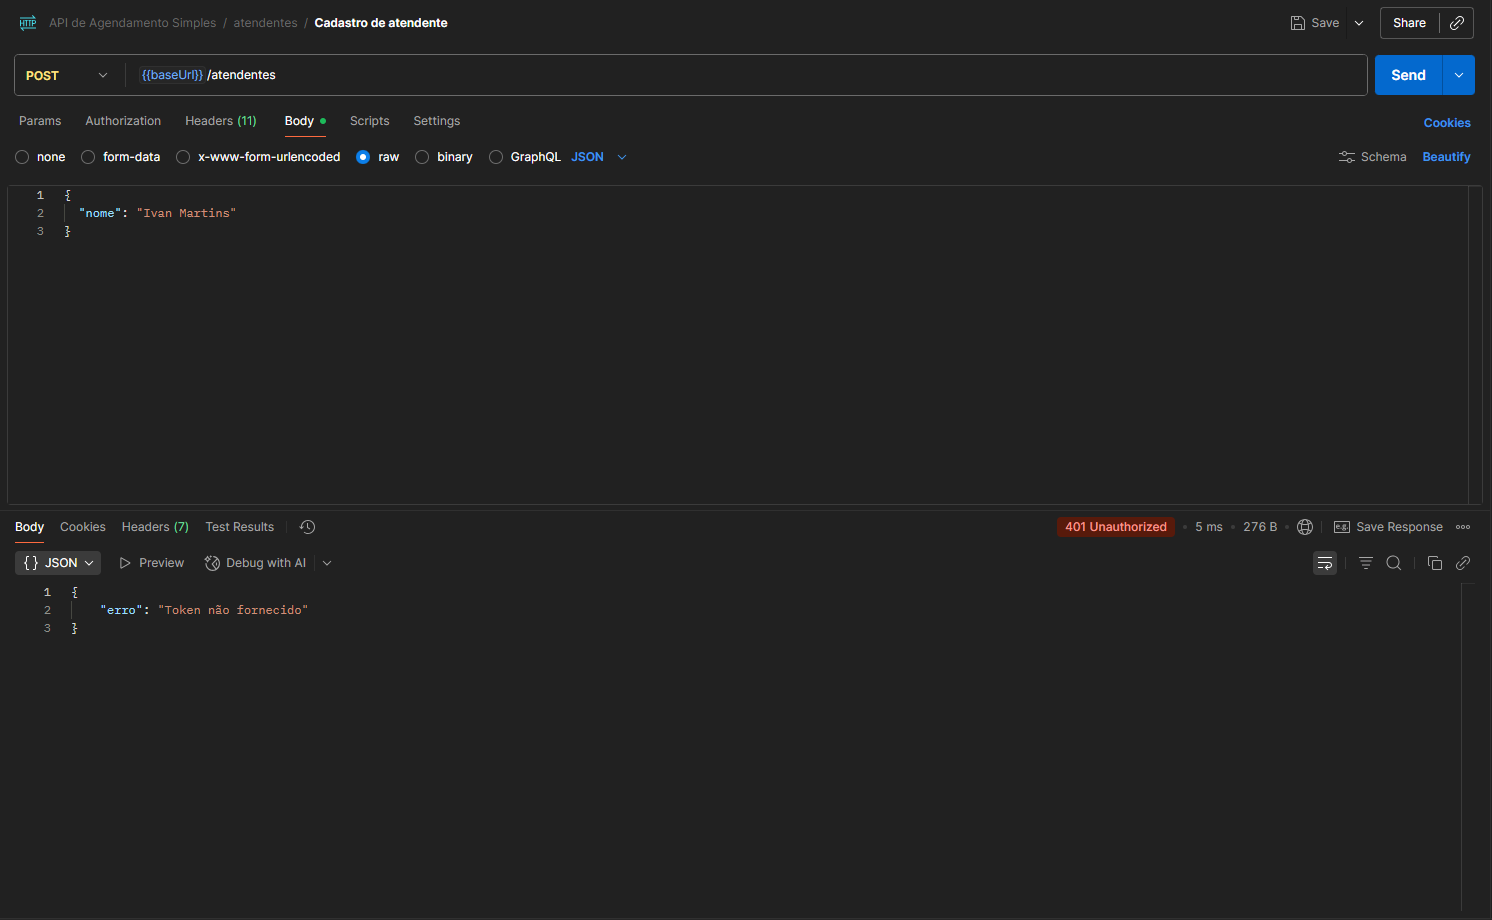 HTTP API de Agendamento Simples / atendentes / Cadastro de atendente Save Share
POST {{baseUrl}} /atendentes Send
Params Authorization Headers (11) Body Scripts Settings Cookies
none form-data x-www-form-urlencoded raw binary GraphQL JSON Schema Beautify
1 {
2 "nome": "Ivan Martins"
3 }
Body Cookies Headers (7) Test Results 401 Unauthorized 5 ms 276 B e.g. Save Response
{ } JSON Preview Debug with AI
1 {
2 "erro": "Token não fornecido"
3 }